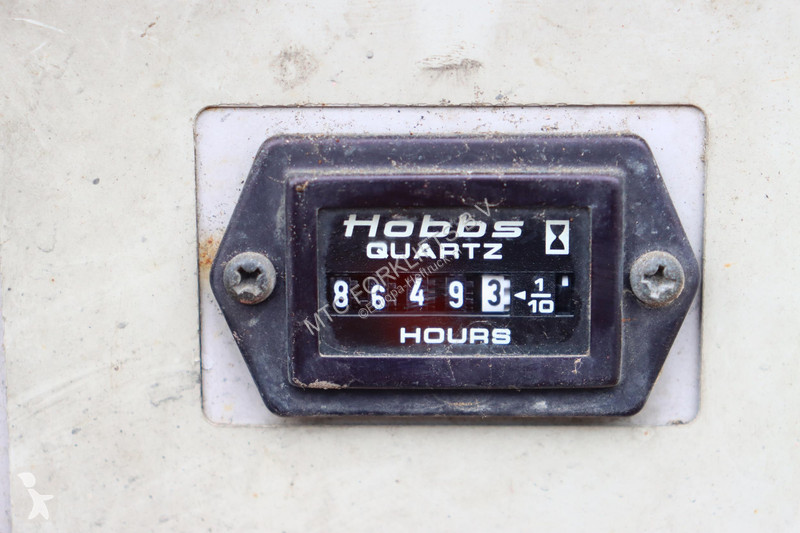 Hobbs
QUARTZ
8 6 4 9 3 ◄ 1/10
HOURS
MTC FORKLIFTS B.V.